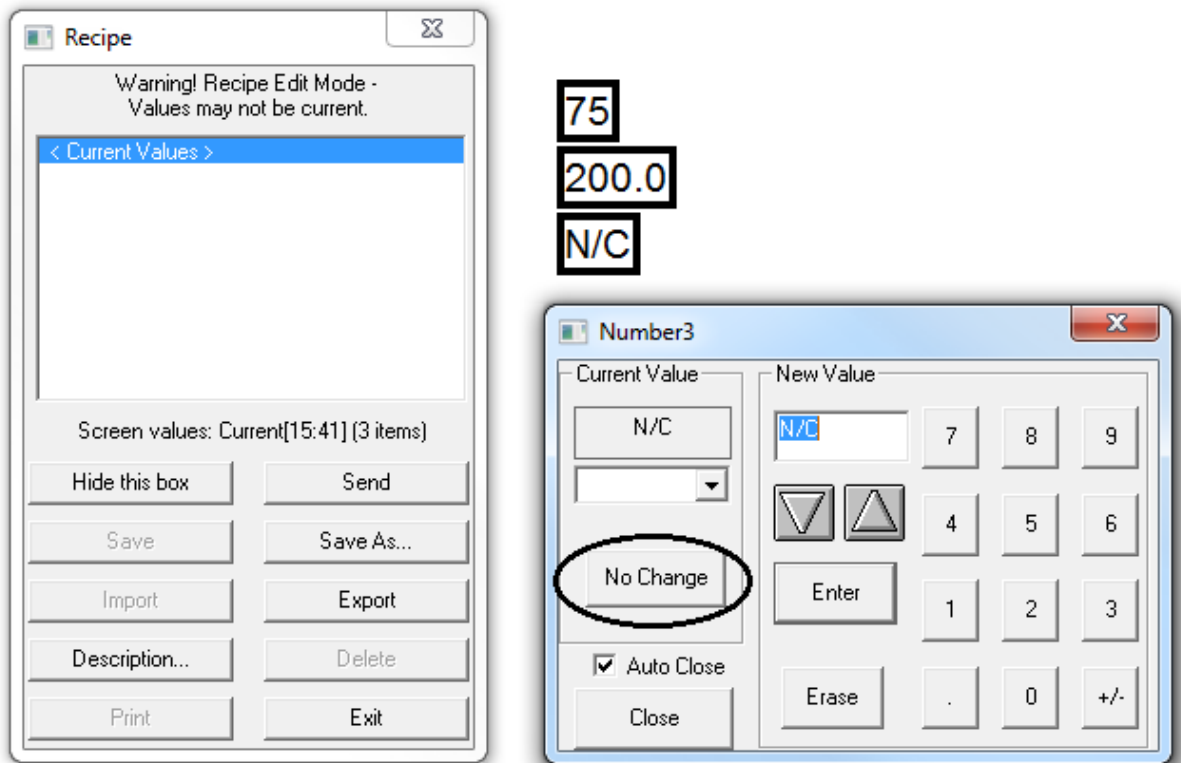 Recipe
Warning! Recipe Edit Mode -
Values may not be current.
< Current Values >
Screen values: Current[15:41] (3 items)
Hide this box
Send
Save
Save As...
Import
Export
Description...
Delete
Print
Exit
75
200.0
N/C
Number3
Current Value
N/C
No Change
Auto Close
Close
New Value
N/C
7
8
9
4
5
6
Enter
1
2
3
Erase
.
0
+/-